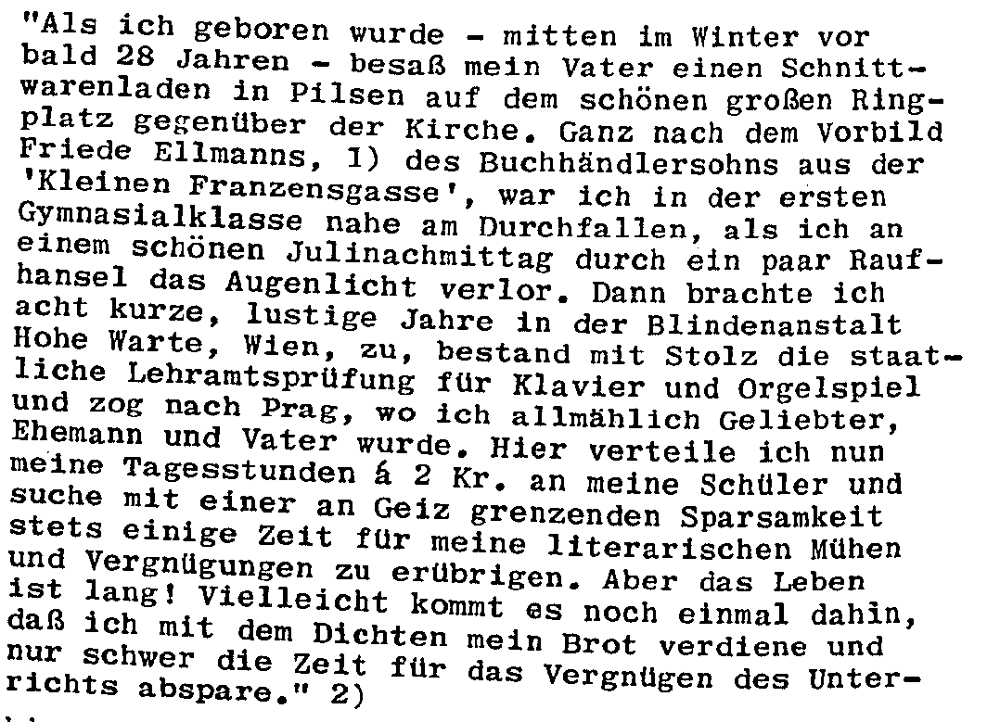 "Als ich geboren wurde - mitten im Winter vor
bald 28 Jahren - besaß mein Vater einen Schnitt-
warenladen in Pilsen auf dem schönen großen Ring-
platz gegenüber der Kirche. Ganz nach dem Vorbild
Friede Ellmanns, 1) des Buchhändlersohns aus der
'Kleinen Franzensgasse', war ich in der ersten
Gymnasialklasse nahe am Durchfallen, als ich an
einem schönen Julinachmittag durch ein paar Rauf-
hansel das Augenlicht verlor. Dann brachte ich
acht kurze, lustige Jahre in der Blindenanstalt
Hohe Warte, Wien, zu, bestand mit Stolz die staat-
liche Lehramtsprüfung für Klavier und Orgelspiel
und zog nach Prag, wo ich allmählich Geliebter,
Ehemann und Vater wurde. Hier verteile ich nun
meine Tagesstunden á 2 Kr. an meine Schüler und
suche mit einer an Geiz grenzenden Sparsamkeit
stets einige Zeit für meine literarischen Mühen
und Vergnügungen zu erübrigen. Aber das Leben
ist lang! Vielleicht kommt es noch einmal dahin,
daß ich mit dem Dichten mein Brot verdiene und
nur schwer die Zeit für das Vergnügen des Unter-
richts abspare." 2)